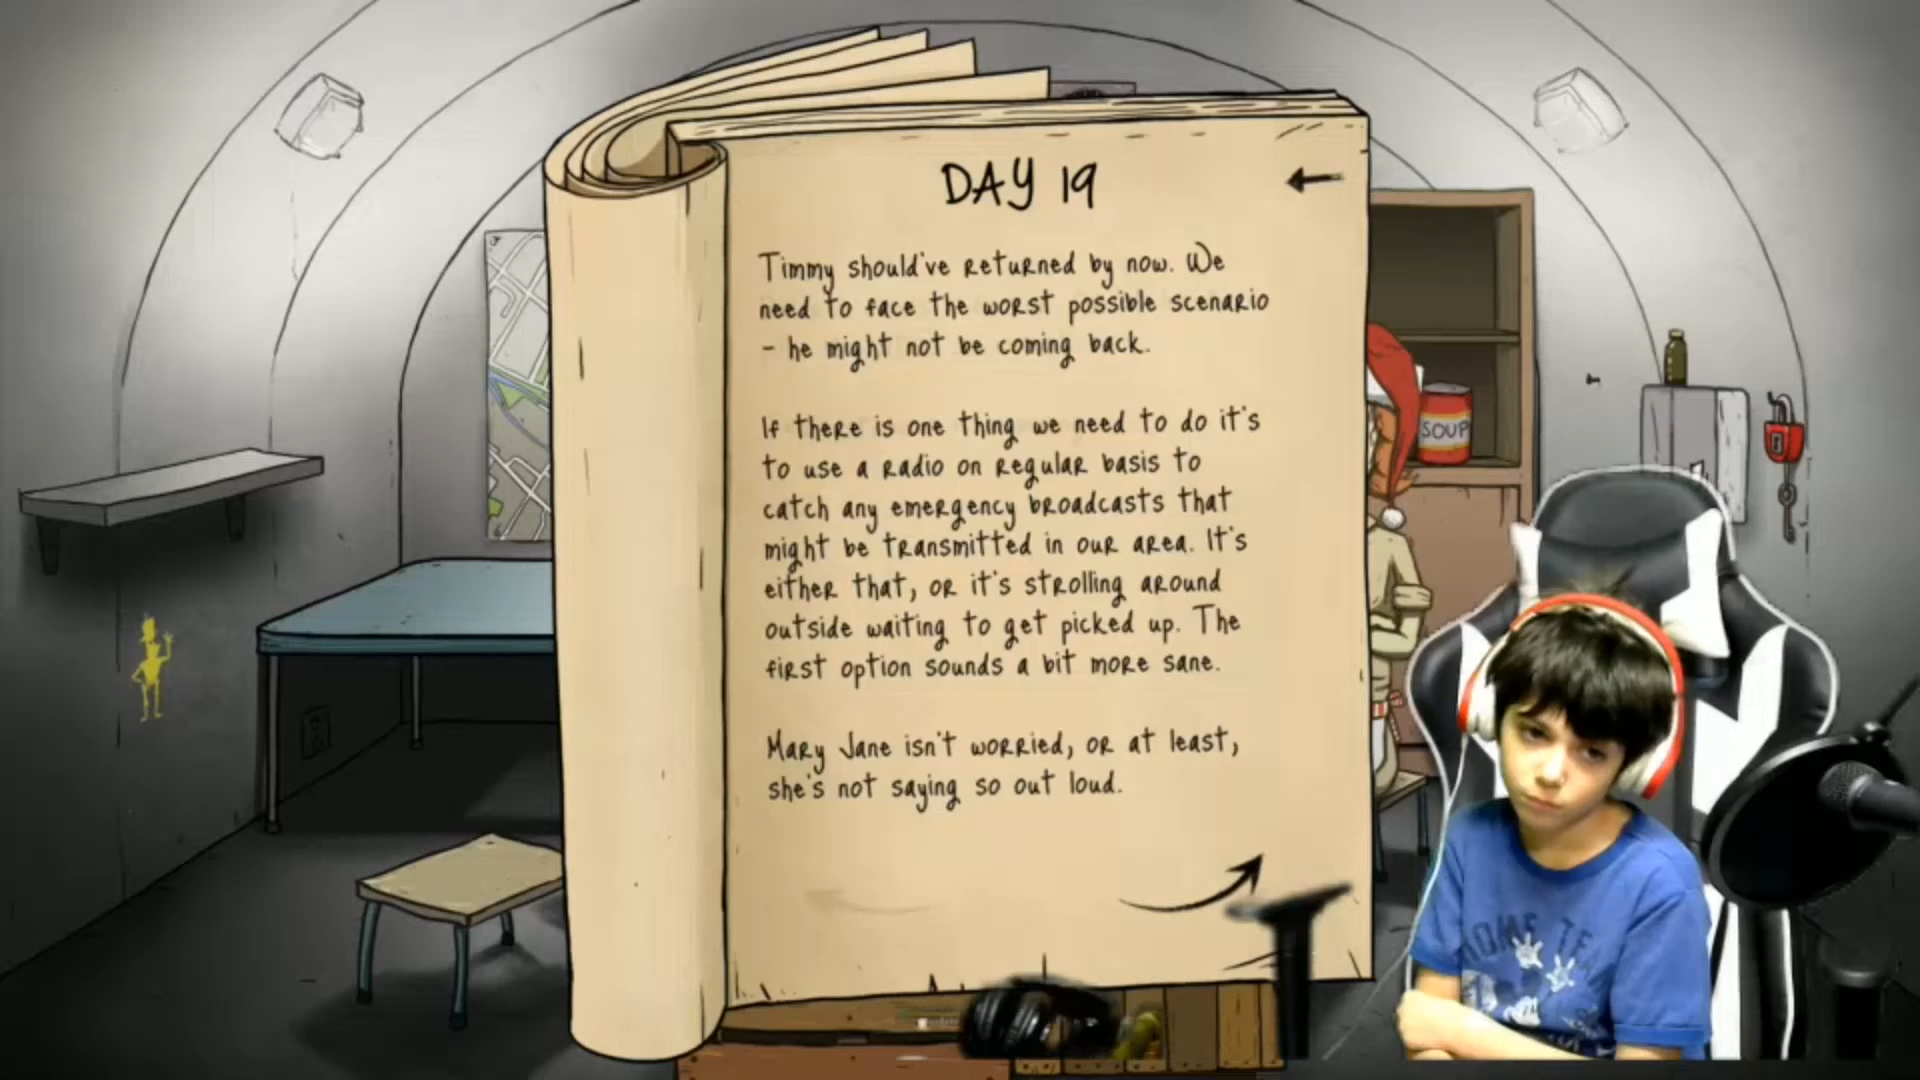 DAY 19
Timmy should've returned by now. We
need to face the worst possible scenario
- he might not be coming back.
If there is one thing we need to do it's
to use a radio on regular basis to
catch any emergency broadcasts that
might be transmitted in our area. It's
either that, or it's strolling around
outside waiting to get picked up. The
first option sounds a bit more sane.
Mary Jane isn't worried, or at least,
she's not saying so out loud.
SOUP